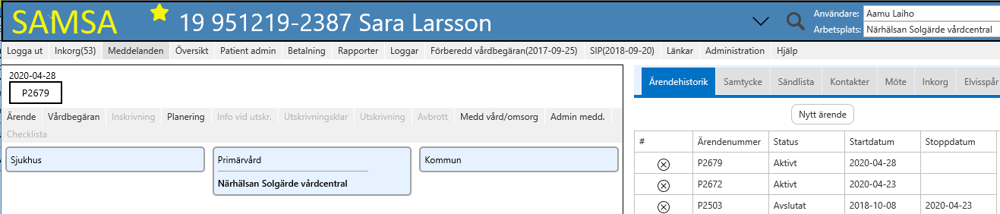 SAMSA
19 951219-2387 Sara Larsson
Användare: Aamu Laiho
Arbetsplats: Närhälsan Solgärde vårdcentral
Logga ut Inkorg(53) Meddelanden Översikt Patient admin Betalning Rapporter Loggar Förberedd vårdbegäran(2017-09-25) SIP(2018-09-20) Länkar Administration Hjälp
2020-04-28
P2679
Ärende Vårdbegäran Inskrivning Planering Info vid utskr. Utskrivningsklar Utskrivning Avbrott Medd vård/omsorg Admin medd.
Checklista
Sjukhus Primärvård Kommun
Närhälsan Solgärde vårdcentral
Ärendehistorik Samtycke Sändlista Kontakter Möte Inkorg Elvisspår
Nytt ärende
# Ärendenummer Status Startdatum Stoppdatum
P2679 Aktivt 2020-04-28
P2672 Aktivt 2020-04-23
P2503 Avslutat 2018-10-08 2020-04-23